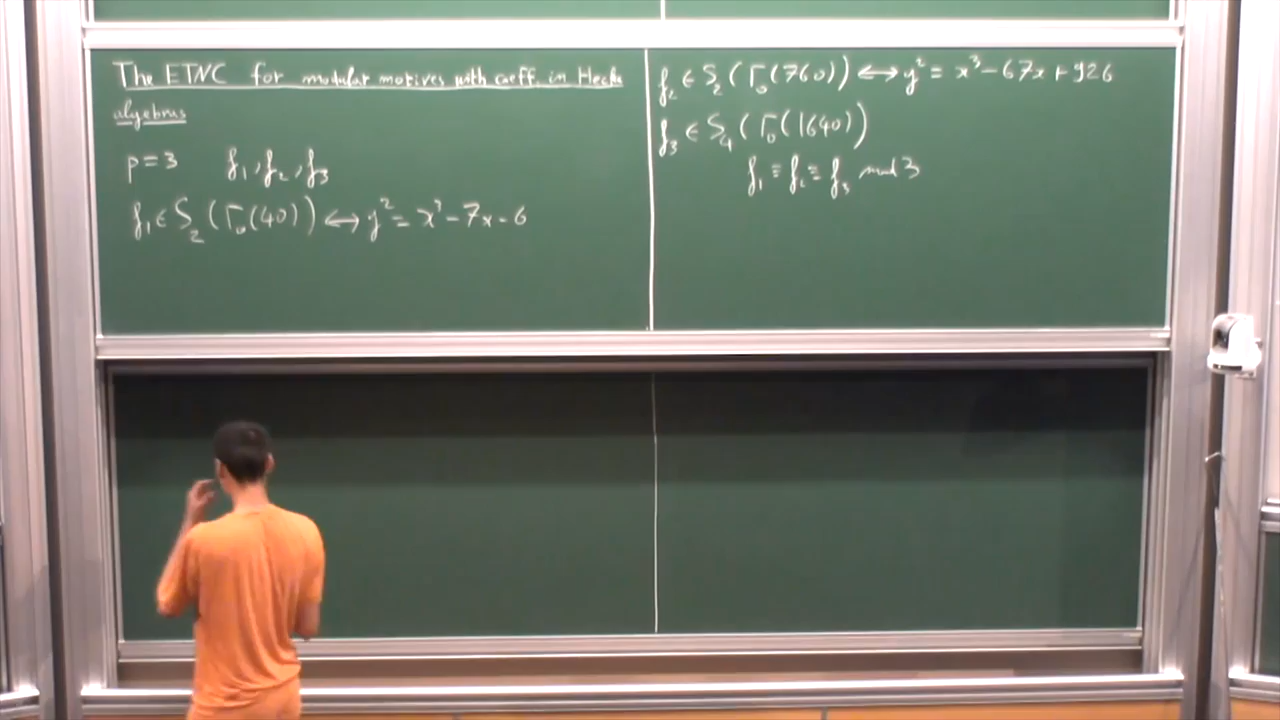 The ETNC for modular motives with coeff. in Hecke
algebras
p = 3 f₁, f₂, f₃
f₁ ∈ S₂(Γ₀(40)) ↔ y² = x³ - 7x - 6
f₂ ∈ S₂(Γ₀(760)) ↔ y² = x³ - 67x + 926
f₃ ∈ S₄(Γ₀(1640))
f₁ ≡ f₂ ≡ f₃ mod 3